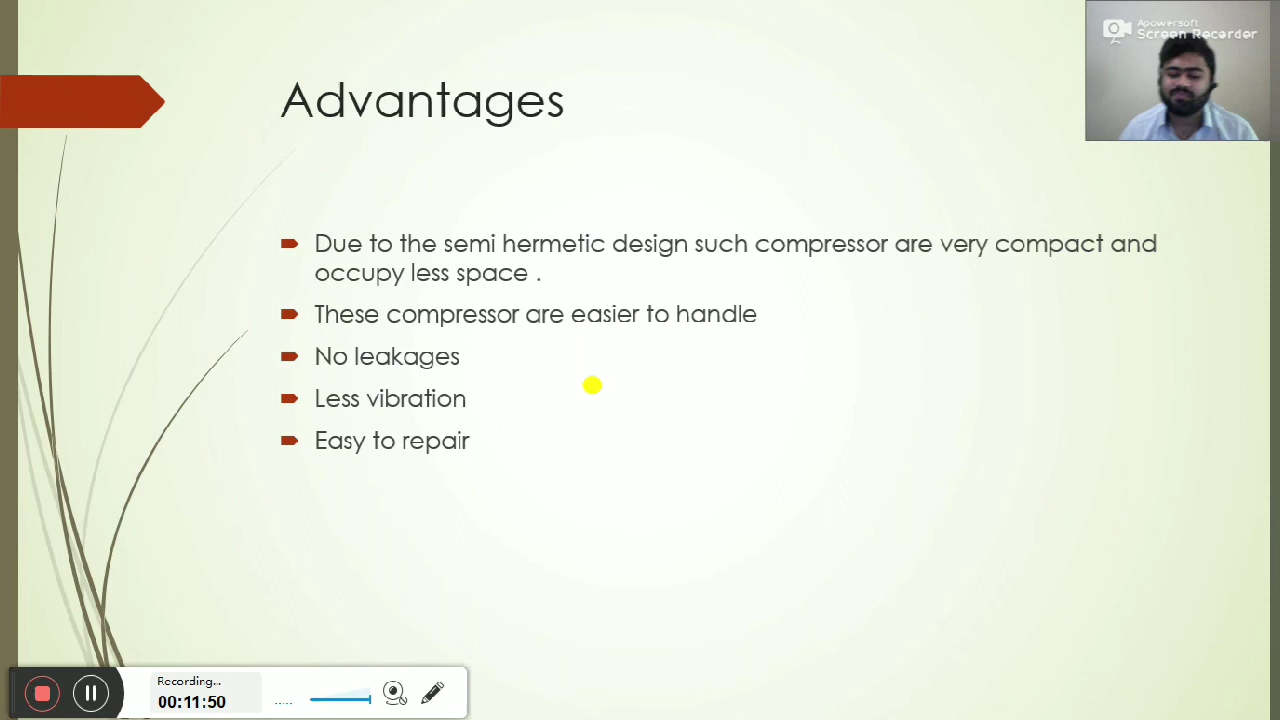 Apowersoft
Screen Recorder
Advantages
Due to the semi hermetic design such compressor are very compact and
occupy less space .
These compressor are easier to handle
No leakages
Less vibration
Easy to repair
Recording...
00:11:50